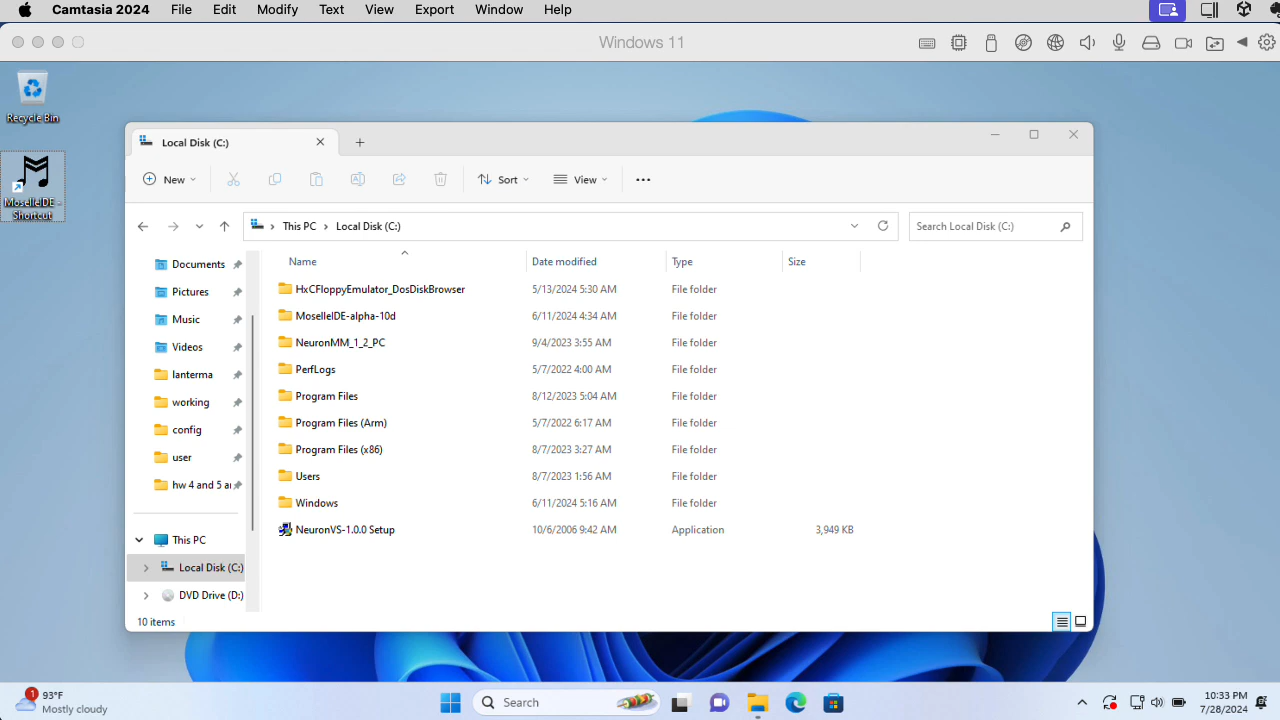 Camtasia 2024 File Edit Modify Text View Export Window Help
Windows 11
Recycle Bin
MoselleIDE -
Shortcut
Local Disk (C:)
New Sort View
This PC Local Disk (C:) Search Local Disk (C:)
Name Date modified Type Size
Documents
Pictures
Music
Videos
lanterma
working
config
user
hw 4 and 5 a
This PC
Local Disk (C:)
DVD Drive (D:)
HxCFloppyEmulator_DosDiskBrowser 5/13/2024 5:30 AM File folder
MoselleIDE-alpha-10d 6/11/2024 4:34 AM File folder
NeuronMM_1_2_PC 9/4/2023 3:55 AM File folder
PerfLogs 5/7/2022 4:00 AM File folder
Program Files 8/12/2023 5:04 AM File folder
Program Files (Arm) 5/7/2022 6:17 AM File folder
Program Files (x86) 8/7/2023 3:27 AM File folder
Users 8/7/2023 1:56 AM File folder
Windows 6/11/2024 5:16 AM File folder
NeuronVS-1.0.0 Setup 10/6/2006 9:42 AM Application 3,949 KB
10 items
1
93°F
Mostly cloudy
Search
10:33 PM
7/28/2024